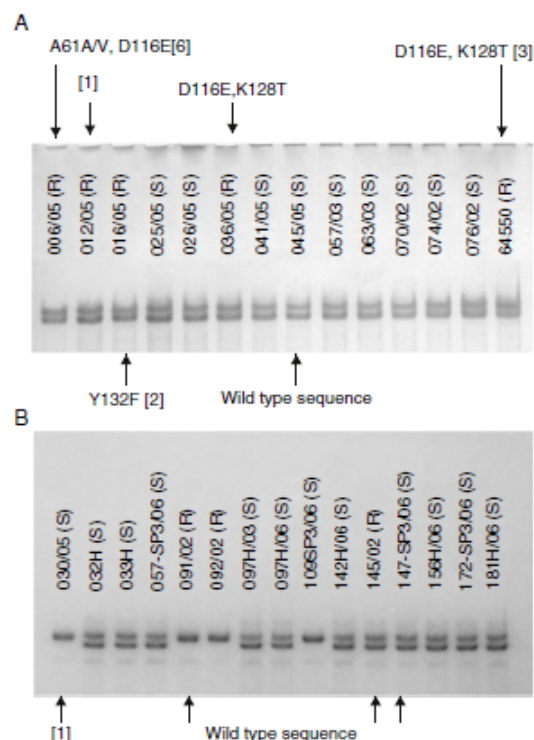 A
A61A/V, D116E[6]
[1]
D116E,K128T
D116E, K128T [3]
006/05 (R)
012/05 (R)
016/05 (R)
025/05 (S)
026/05 (S)
036/05 (R)
041/05 (S)
045/05 (S)
057/03 (S)
063/03 (S)
070/02 (S)
074/02 (S)
076/02 (S)
64550 (R)
Y132F [2]
Wild type sequence
B
030/05 (S)
032H (S)
033H (S)
057-SP3/06 (S)
091/02 (R)
092/02 (R)
097H/03 (S)
097H/06 (S)
109SP3/06 (S)
142H/06 (S)
145/02 (R)
147-SP3/06 (S)
156H/06 (S)
172-SP3/06 (S)
181H/06 (S)
[1]
Wild type sequence